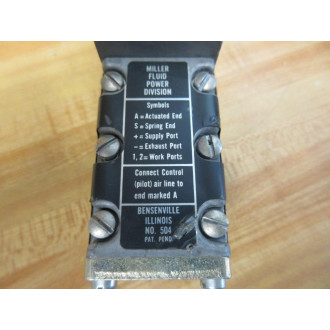 MILLER
FLUID
POWER
DIVISION
Symbols
A = Actuated End
S = Spring End
+ = Supply Port
– = Exhaust Port
1, 2 = Work Ports
Connect Control
(pilot) air line to
end marked A
BENSENVILLE
ILLINOIS
NO. 504
PAT. PEND.